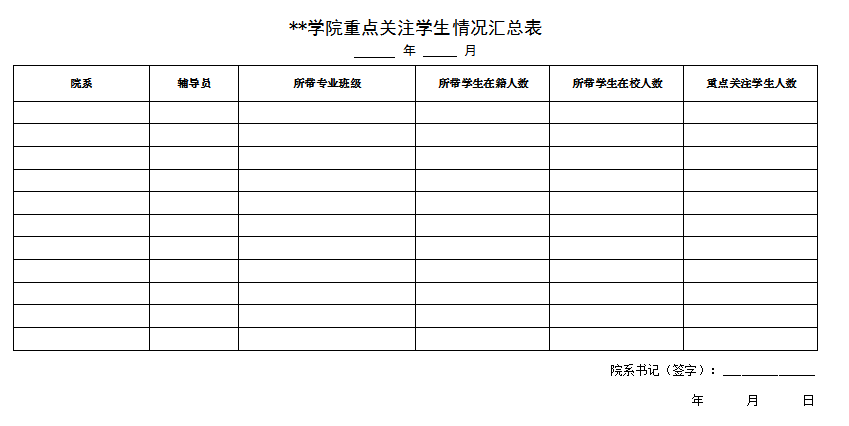 **学院重点关注学生情况汇总表
______ 年 _____ 月
院系 辅导员 所带专业班级 所带学生在籍人数 所带学生在校人数 重点关注学生人数
院系书记（签字）：______________
年 月 日